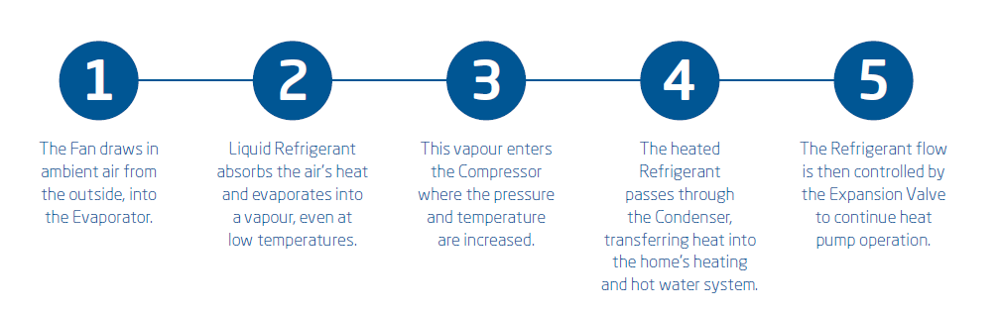 1
The Fan draws in
ambient air from
the outside, into
the Evaporator.
2
Liquid Refrigerant
absorbs the air's heat
and evaporates into
a vapour, even at
low temperatures.
3
This vapour enters
the Compressor
where the pressure
and temperature
are increased.
4
The heated
Refrigerant
passes through
the Condenser,
transferring heat into
the home's heating
and hot water system.
5
The Refrigerant flow
is then controlled by
the Expansion Valve
to continue heat
pump operation.